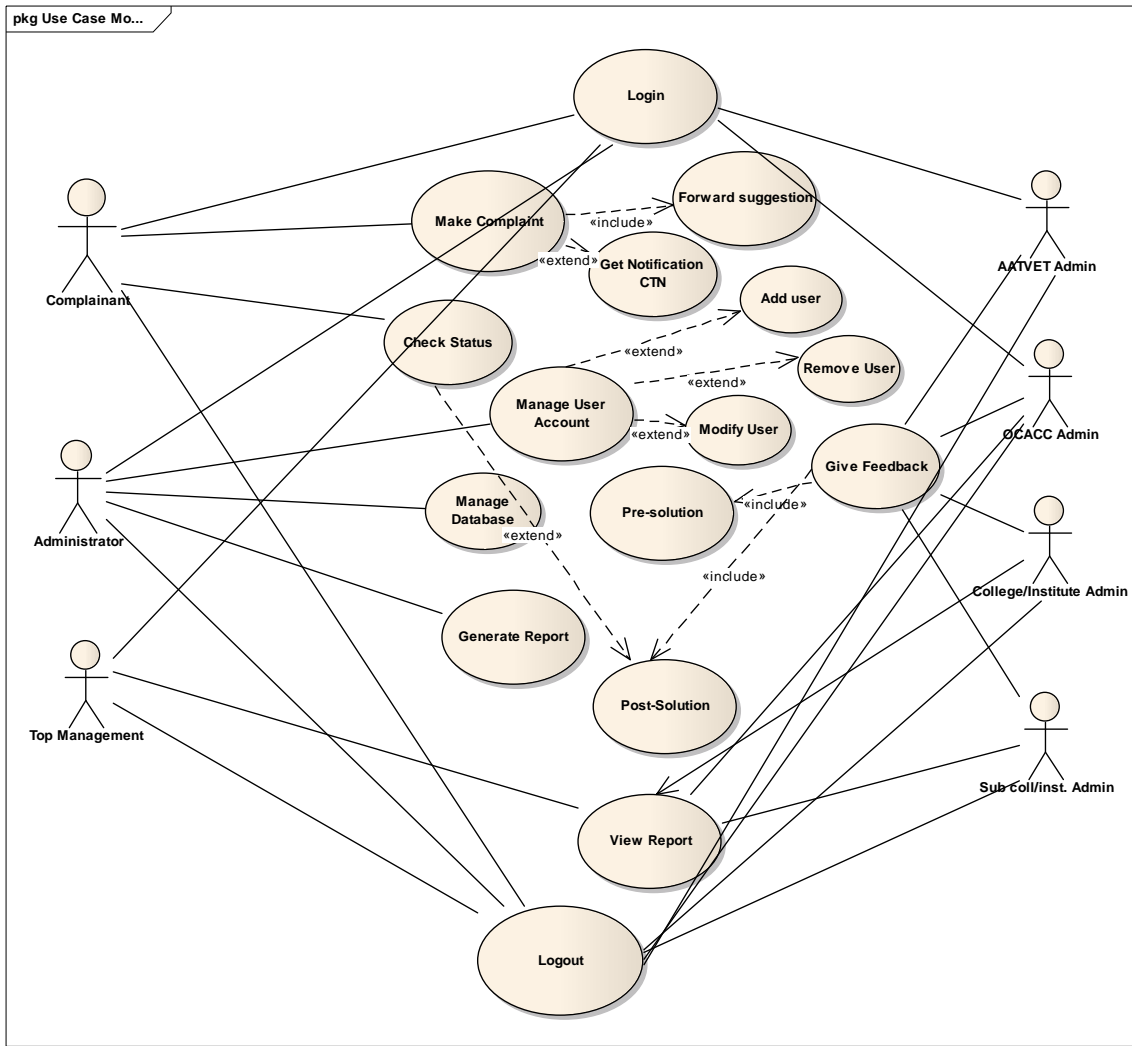 pkg Use Case Mo...
Login
Forward suggestion
Make Complaint
«include»
«extend»
Get Notification
CTN
Complainant
AATVET Admin
Add user
Check Status
«extend»
Remove User
«extend»
Manage User
Account
Modify User
«extend»
OCACC Admin
Give Feedback
Administrator
Manage
Database
Pre-solution
«include»
«extend»
«include»
College/Institute Admin
Generate Report
Post-Solution
Top Management
Sub coll/inst. Admin
View Report
Logout